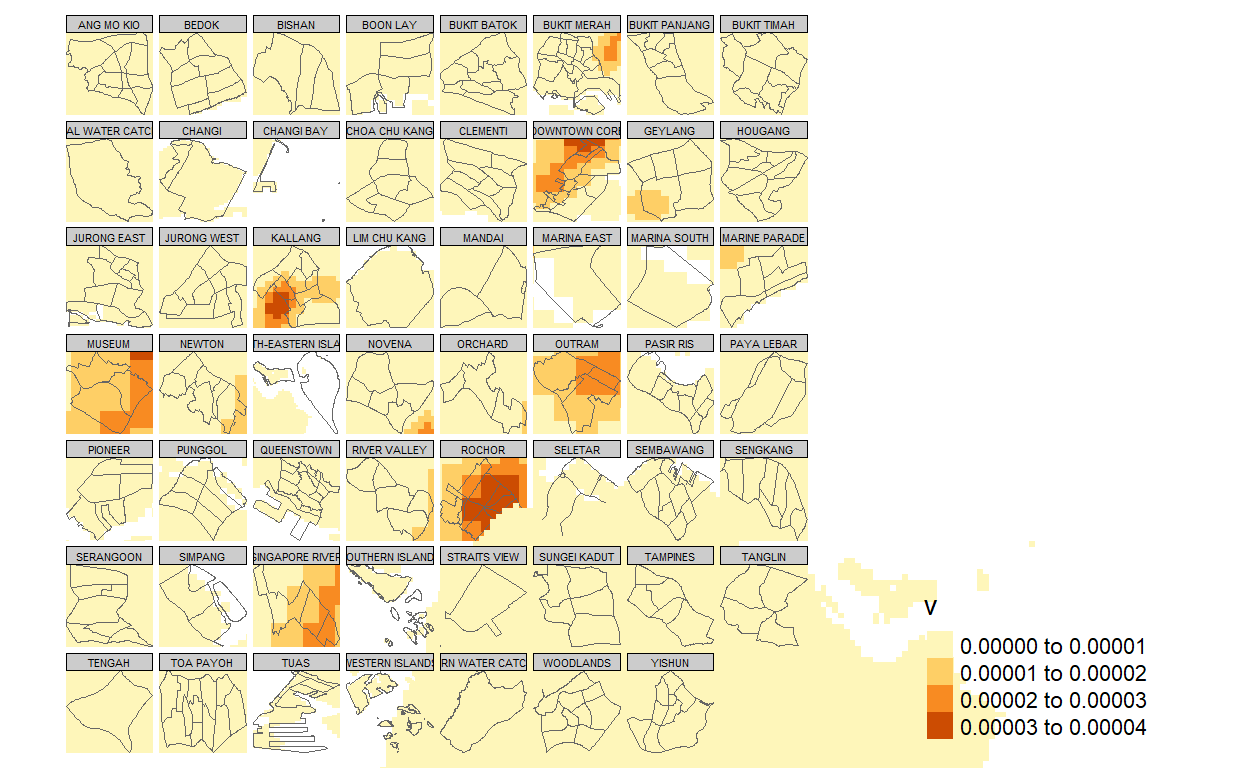 ANG MO KIO
BEDOK
BISHAN
BOON LAY
BUKIT BATOK
BUKIT MERAH
BUKIT PANJANG
BUKIT TIMAH
AL WATER CATC
CHANGI
CHANGI BAY
CHOA CHU KANG
CLEMENTI
DOWNTOWN CORE
GEYLANG
HOUGANG
JURONG EAST
JURONG WEST
KALLANG
LIM CHU KANG
MANDAI
MARINA EAST
MARINA SOUTH
MARINE PARADE
MUSEUM
NEWTON
TH-EASTERN ISLA
NOVENA
ORCHARD
OUTRAM
PASIR RIS
PAYA LEBAR
PIONEER
PUNGGOL
QUEENSTOWN
RIVER VALLEY
ROCHOR
SELETAR
SEMBAWANG
SENGKANG
SERANGOON
SIMPANG
SINGAPORE RIVER
OUTHERN ISLAND
STRAITS VIEW
SUNGEI KADUT
TAMPINES
TANGLIN
TENGAH
TOA PAYOH
TUAS
WESTERN ISLANDS
RN WATER CATC
WOODLANDS
YISHUN
v
0.00000 to 0.00001
0.00001 to 0.00002
0.00002 to 0.00003
0.00003 to 0.00004